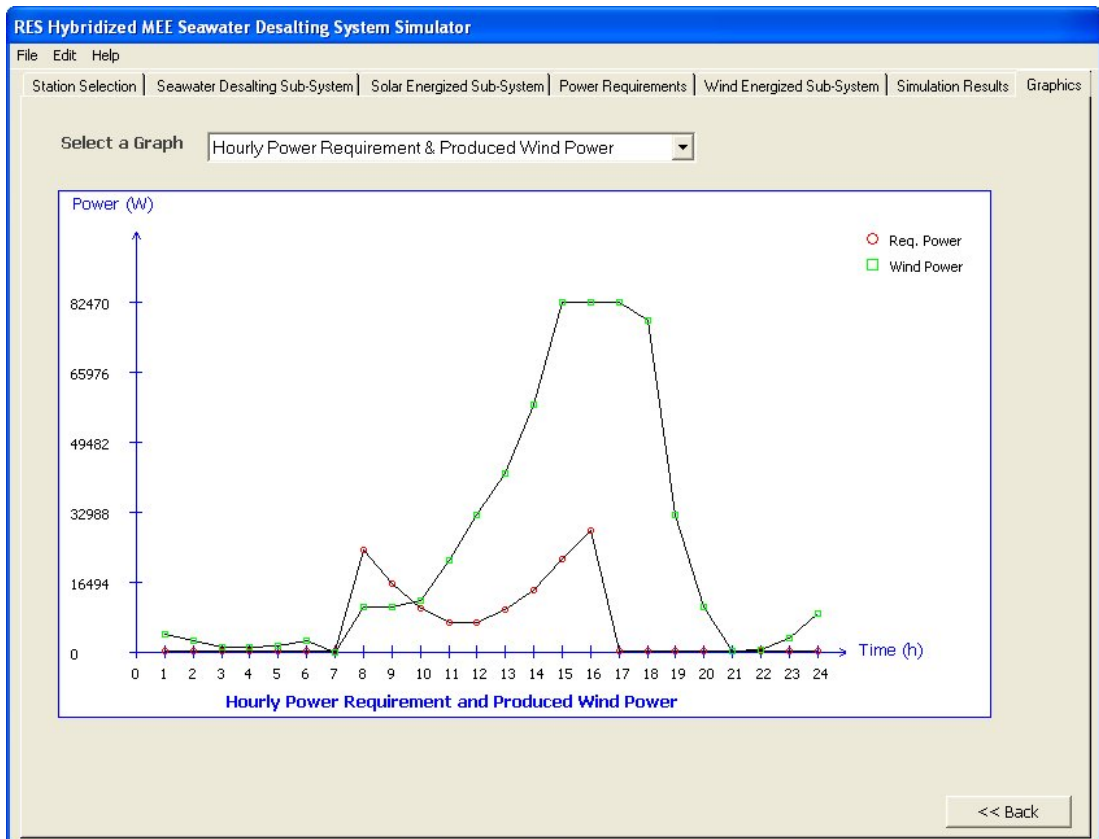 RES Hybridized MEE Seawater Desalting System Simulator
File Edit Help
Station Selection Seawater Desalting Sub-System Solar Energized Sub-System Power Requirements Wind Energized Sub-System Simulation Results Graphics
Select a Graph Hourly Power Requirement & Produced Wind Power
Power (W)
Req. Power
Wind Power
82470
65976
49482
32988
16494
0
Time (h)
0 1 2 3 4 5 6 7 8 9 10 11 12 13 14 15 16 17 18 19 20 21 22 23 24
Hourly Power Requirement and Produced Wind Power
<< Back